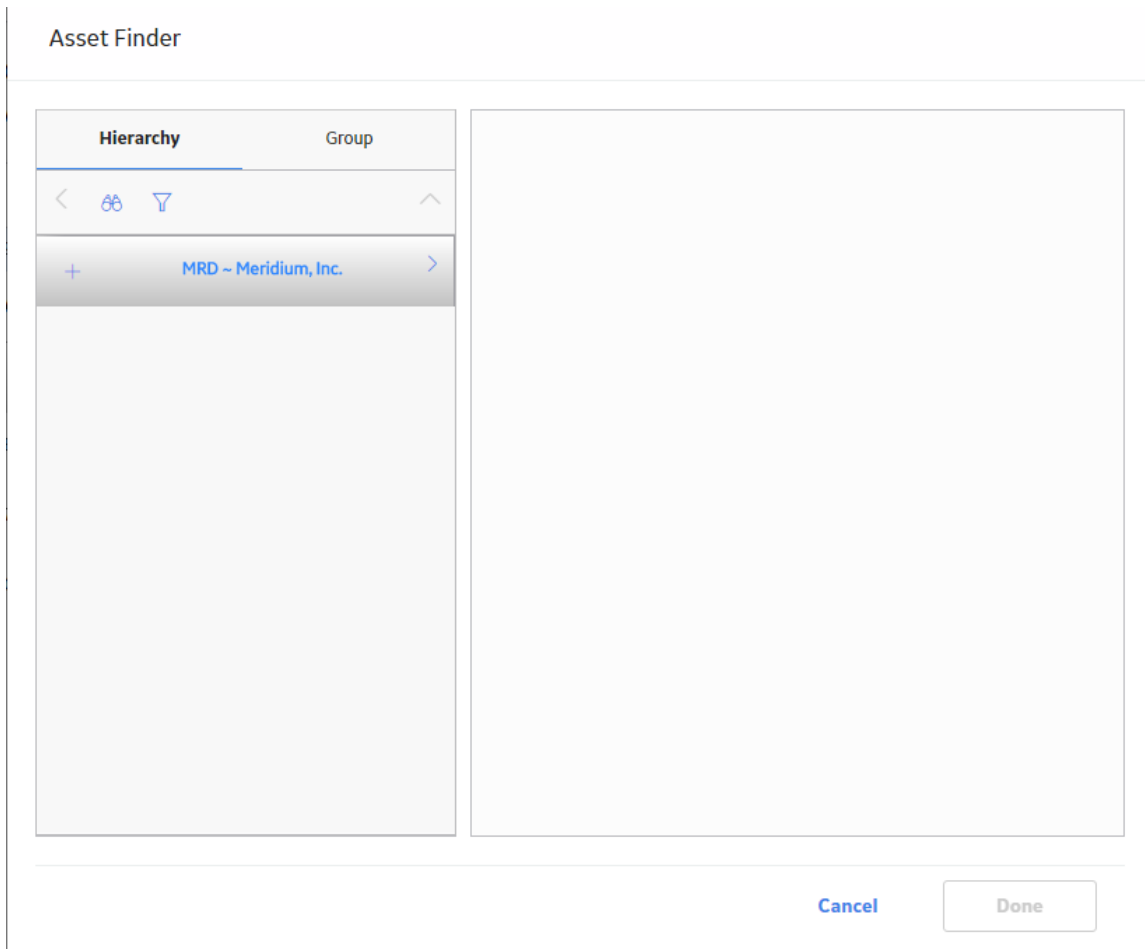 Asset Finder
Hierarchy
Group
MRD ~ Meridium, Inc.
Cancel
Done